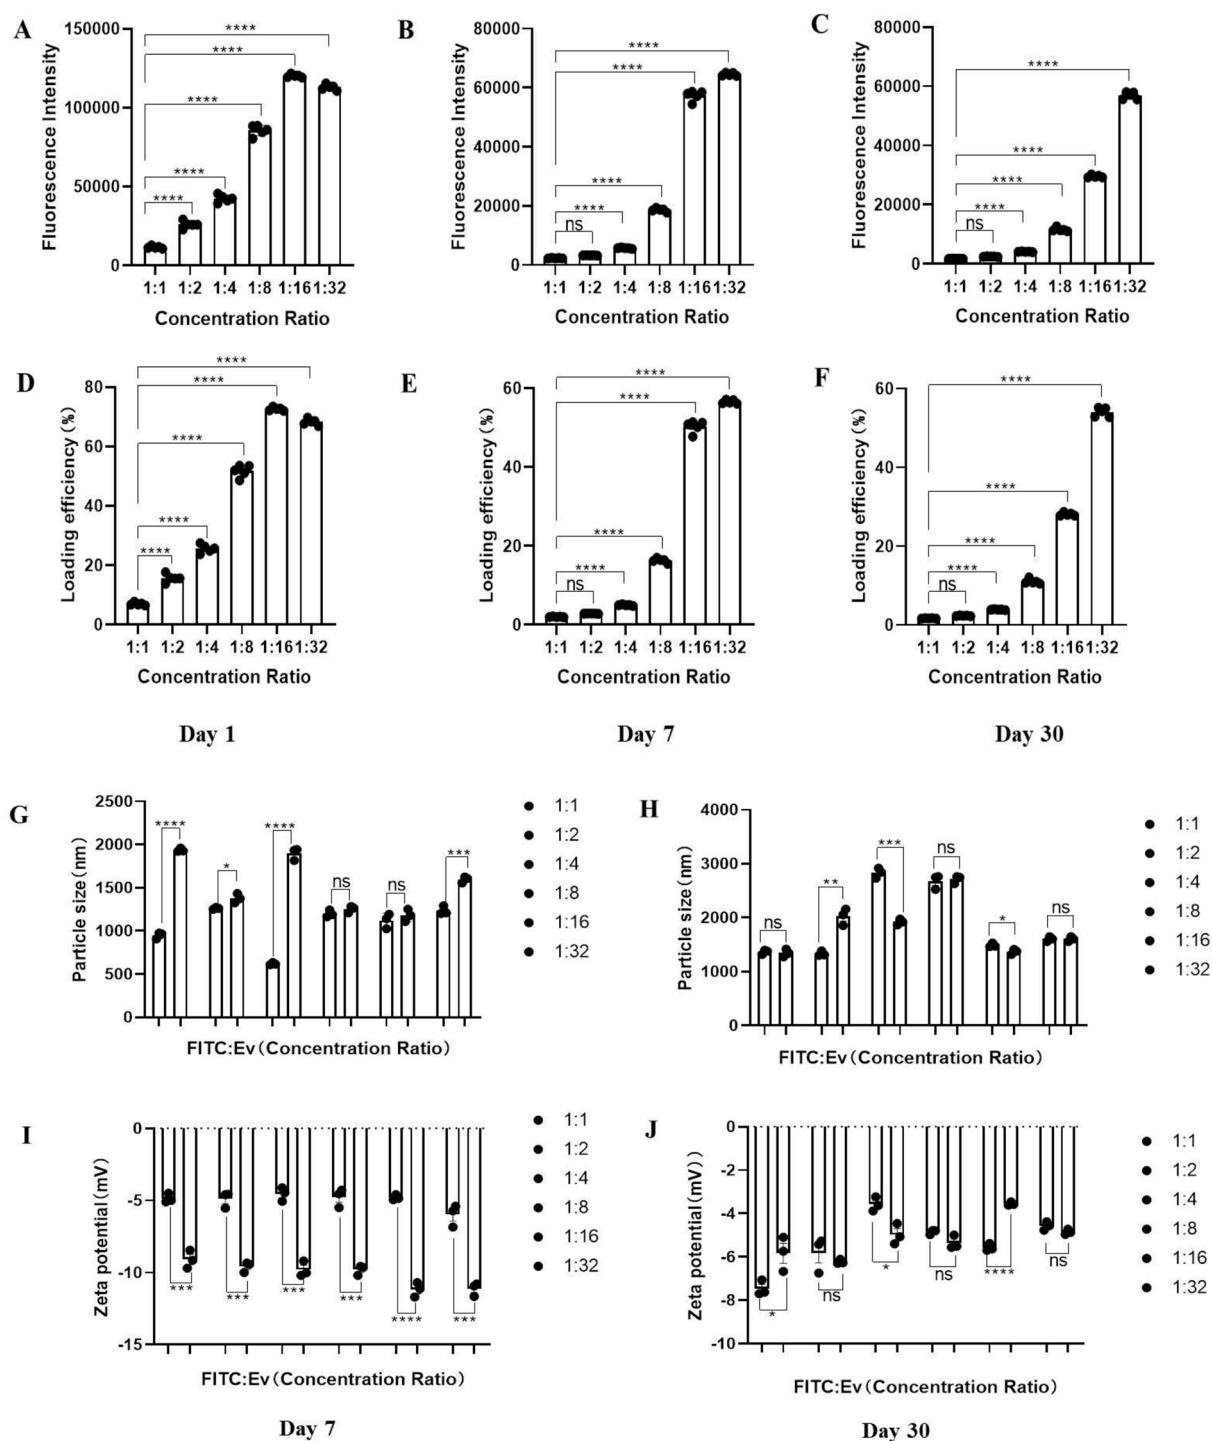 A
Fluorescence Intensity
150000
100000
50000
0
****
****
****
****
****
1:1 1:2 1:4 1:8 1:16 1:32
Concentration Ratio
B
Fluorescence Intensity
80000
60000
40000
20000
0
****
****
****
****
ns
1:1 1:2 1:4 1:8 1:16 1:32
Concentration Ratio
C
Fluorescence Intensity
80000
60000
40000
20000
0
****
****
****
****
ns
1:1 1:2 1:4 1:8 1:16 1:32
Concentration Ratio
D
Loading efficiency(%)
80
60
40
20
0
****
****
****
****
****
1:1 1:2 1:4 1:8 1:16 1:32
Concentration Ratio
E
Loading efficiency(%)
60
40
20
0
****
****
****
****
ns
1:1 1:2 1:4 1:8 1:16 1:32
Concentration Ratio
F
Loading efficiency(%)
60
40
20
0
****
****
****
****
ns
1:1 1:2 1:4 1:8 1:16 1:32
Concentration Ratio
Day 1
Day 7
Day 30
G
Particle size(nm)
2500
2000
1500
1000
500
0
**** * **** ns ns ***
FITC:Ev(Concentration Ratio)
1:1
1:2
1:4
1:8
1:16
1:32
H
Particle size(nm)
4000
3000
2000
1000
0
ns ** *** ns * ns
FITC:Ev(Concentration Ratio)
1:1
1:2
1:4
1:8
1:16
1:32
I
Zeta potential(mV)
0
-5
-10
-15
*** *** *** *** **** ***
FITC:Ev(Concentration Ratio)
1:1
1:2
1:4
1:8
1:16
1:32
J
Zeta potential(mV))
0
-2
-4
-6
-8
-10
* ns * ns **** ns
FITC:Ev(Concentration Ratio)
1:1
1:2
1:4
1:8
1:16
1:32
Day 7
Day 30